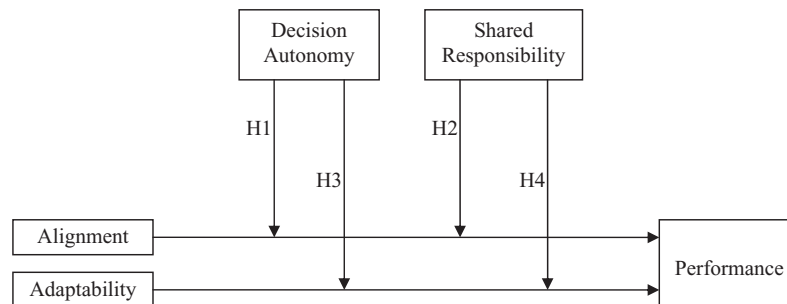 Decision
Autonomy
Shared
Responsibility
H1
H2
H3
H4
Alignment
Adaptability
Performance